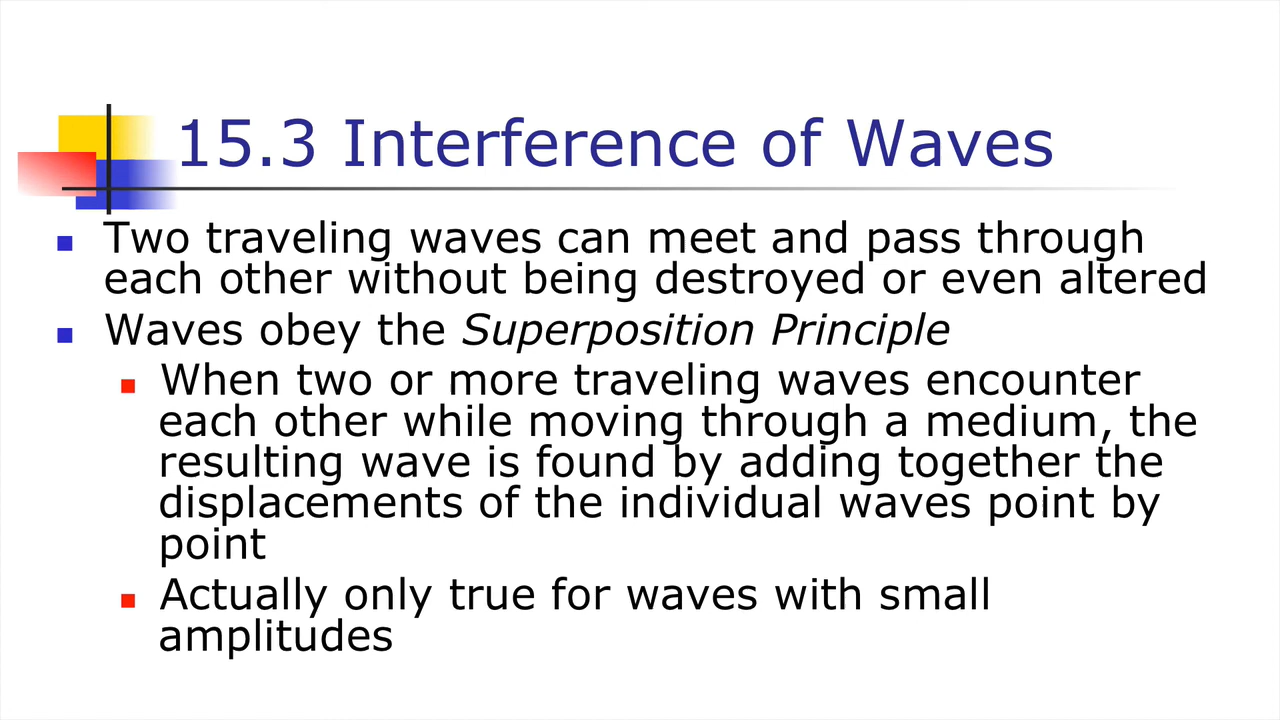 15.3 Interference of Waves
Two traveling waves can meet and pass through
each other without being destroyed or even altered
Waves obey the Superposition Principle
When two or more traveling waves encounter
each other while moving through a medium, the
resulting wave is found by adding together the
displacements of the individual waves point by
point
Actually only true for waves with small
amplitudes